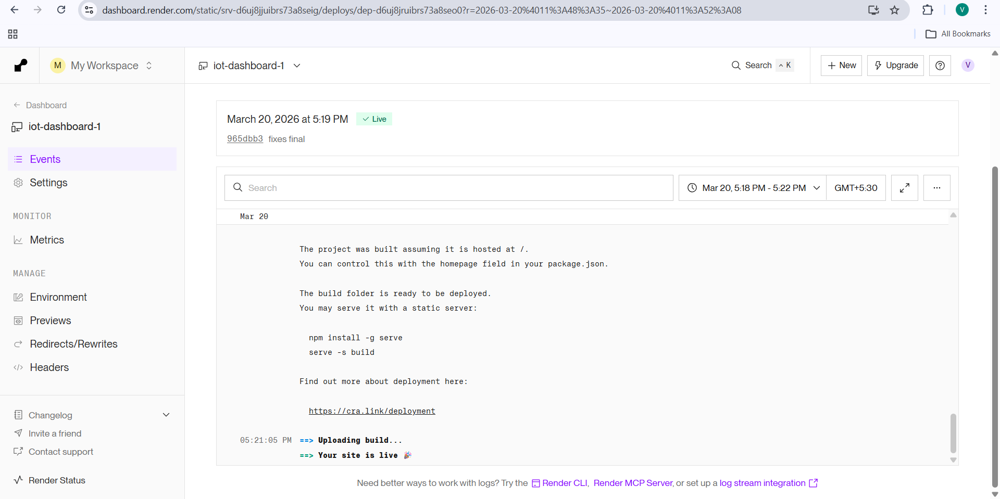 dashboard.render.com/static/srv-d6uj8jjuibrs73a8seig/deploys/dep-d6uj8jruibrs73a8seo0?r=2026-03-20%4011%3A48%3A35~2026-03-20%4011%3A52%3A08
V
All Bookmarks
M My Workspace
iot-dashboard-1
Search ^ K
+ New
Upgrade
V
← Dashboard
iot-dashboard-1
Events
Settings
MONITOR
Metrics
MANAGE
Environment
Previews
Redirects/Rewrites
Headers
Changelog
Invite a friend
Contact support
Render Status
March 20, 2026 at 5:19 PM ✓ Live
965dbb3 fixes final
Search
Mar 20, 5:18 PM - 5:22 PM
GMT+5:30
...
Mar 20
The project was built assuming it is hosted at /.
You can control this with the homepage field in your package.json.
The build folder is ready to be deployed.
You may serve it with a static server:
npm install -g serve
serve -s build
Find out more about deployment here:
https://cra.link/deployment
05:21:05 PM ==> Uploading build...
==> Your site is live 🎉
Need better ways to work with logs? Try the Render CLI, Render MCP Server, or set up a log stream integration